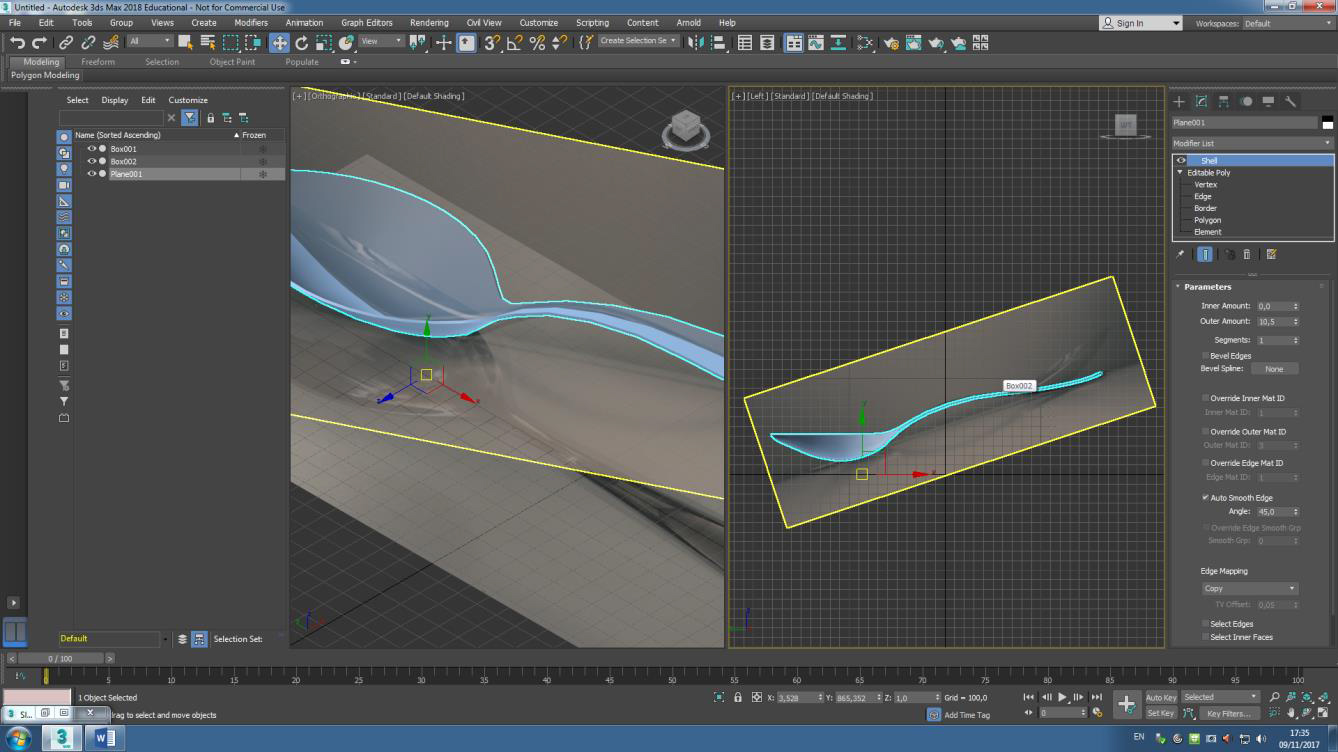 Untitled - Autodesk 3ds Max 2018 Educational - Not for Commercial Use
File Edit Tools Group Views Create Modifiers Animation Graph Editors Rendering Civil View Customize Scripting Content Arnold Help
Sign In
Workspaces: Default
All
View
Create Selection Se
Modeling Freeform Selection Object Paint Populate
Polygon Modeling
Select Display Edit Customize
Name (Sorted Ascending) Frozen
Box001
Box002
Plane001
Default
Selection Set:
[+] [Orthographic] [Standard] [Default Shading]
y
x
z
[+] [Left] [Standard] [Default Shading]
Box002
y
x
Plane001
Modifier List
Shell
Editable Poly
Vertex
Edge
Border
Polygon
Element
Parameters
Inner Amount: 0,0
Outer Amount: 10,5
Segments: 1
Bevel Edges
Bevel Spline: None
Override Inner Mat ID
Inner Mat ID: 1
Override Outer Mat ID
Outer Mat ID: 3
Override Edge Mat ID
Edge Mat ID: 1
Auto Smooth Edge
Angle: 45,0
Override Edge Smooth Grp
Smooth Grp: 0
Edge Mapping
Copy
TV Offset: 0,05
Select Edges
Select Inner Faces
< 0 / 100 >
0 5 10 15 20 25 30 35 40 45 50 55 60 65 70 75 80 85 90 95 100
1 Object Selected
X: 3,528 Y: 865,352 Z: 1,0 Grid = 100,0
Auto Key Selected
drag to select and move objects
Add Time Tag
0
Set Key Key Filters...
EN
17:35
09/11/2017